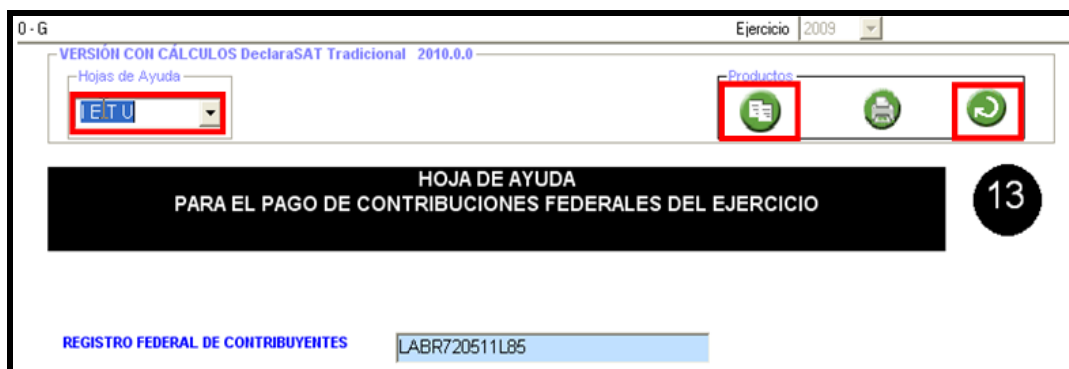 0 - G
Ejercicio 2009
VERSIÓN CON CÁLCULOS DeclaraSAT Tradicional 2010.0.0
Hojas de Ayuda
Productos
I E T U
HOJA DE AYUDA
PARA EL PAGO DE CONTRIBUCIONES FEDERALES DEL EJERCICIO
13
REGISTRO FEDERAL DE CONTRIBUYENTES
LABR720511L85